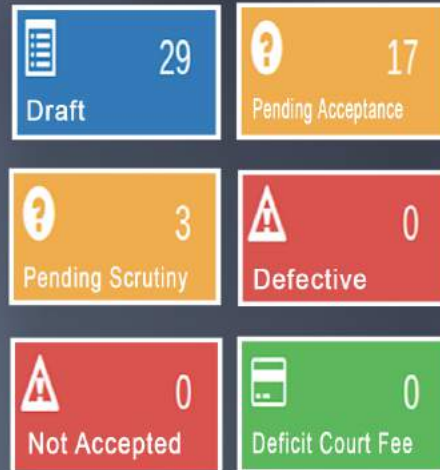 29
Draft
17
Pending Acceptance
3
Pending Scrutiny
0
Defective
0
Not Accepted
0
Deficit Court Fee